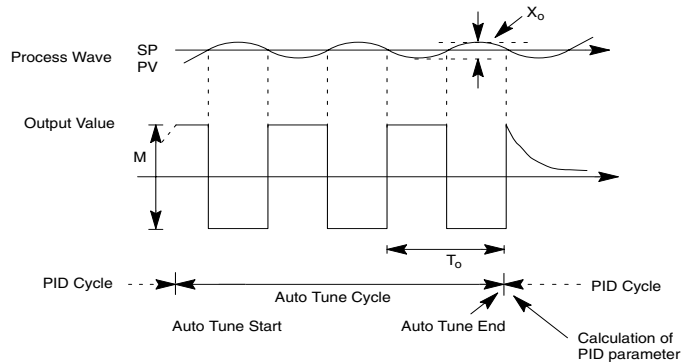 Xo
Process Wave
SP
PV
Output Value
M
To
PID Cycle
PID Cycle
Auto Tune Cycle
Auto Tune Start
Auto Tune End
Calculation of
PID parameter